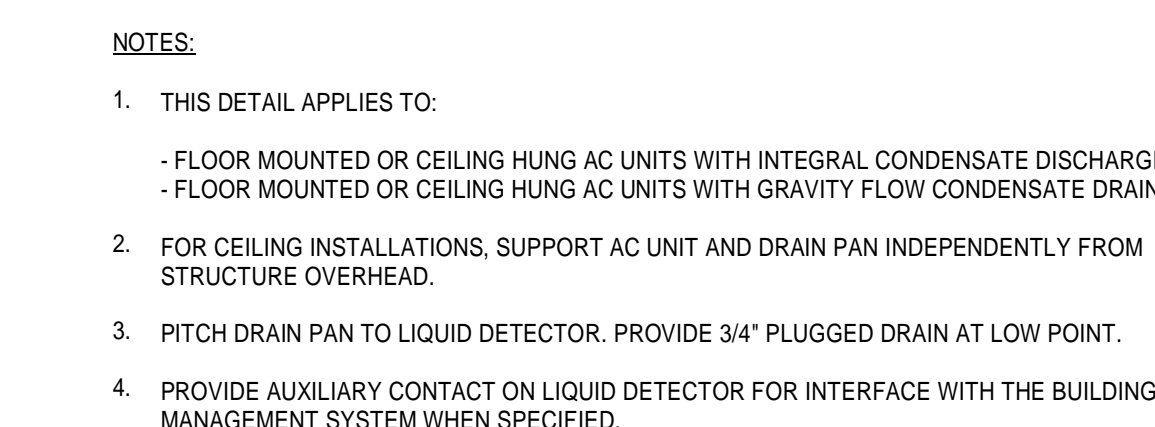 NOTES:
1. THIS DETAIL APPLIES TO:
- FLOOR MOUNTED OR CEILING HUNG AC UNITS WITH INTEGRAL CONDENSATE DISCHARGE
- FLOOR MOUNTED OR CEILING HUNG AC UNITS WITH GRAVITY FLOW CONDENSATE DRAIN
2. FOR CEILING INSTALLATIONS, SUPPORT AC UNIT AND DRAIN PAN INDEPENDENTLY FROM
STRUCTURE OVERHEAD.
3. PITCH DRAIN PAN TO LIQUID DETECTOR. PROVIDE 3/4" PLUGGED DRAIN AT LOW POINT.
4. PROVIDE AUXILIARY CONTACT ON LIQUID DETECTOR FOR INTERFACE WITH THE BUILDING
MANAGEMENT SYSTEM WHEN SPECIFIED.